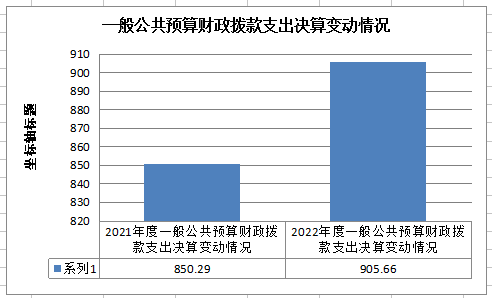 一般公共预算财政拨款支出决算变动情况
坐标轴标题
910
900
890
880
870
860
850
840
830
820
2021年度一般公共预算财政拨
款支出决算变动情况
2022年度一般公共预算财政拨
款支出决算变动情况
系列1
850.29
905.66